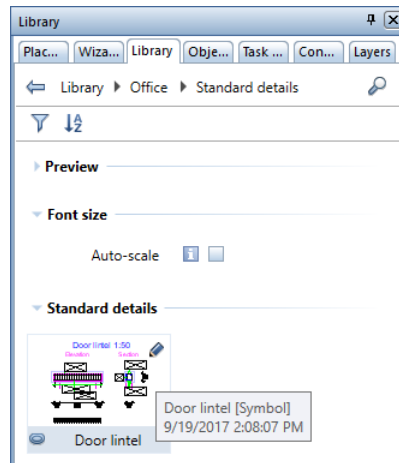 Library
Plac... Wiza... Library Obje... Task ... Con... Layers
Library Office Standard details
Preview
Font size
Auto-scale
Standard details
Door lintel 1:50
Elevation Section
Door lintel [Symbol]
9/19/2017 2:08:07 PM
Door lintel